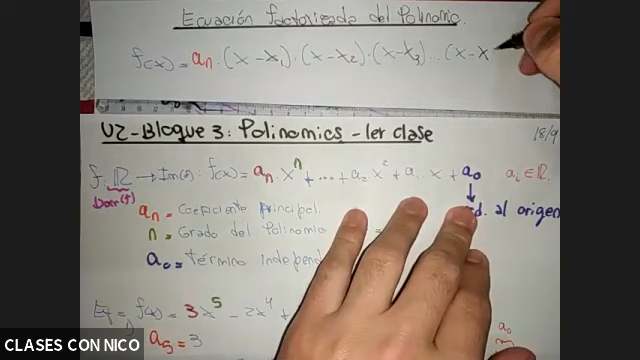 Ecuación factorizada del Polinomio.
f(x) = an · (x - x1) · (x - x2) · (x - x3) ... (x - x
U2-Bloque 3: Polinomios - 1er clase 18/9
f: ℝ → Im(f): f(x) = an · x^n + ... + a2 x^2 + a1 · x + a0 ai ∈ ℝ.
Dom(f)
al origen
an = Coeficiente principal
n = Grado del Polinomio
a0 = término independ
f(x) = 3x^5 - 2x^4 +
a5 = 3
a0
CLASES CON NICO